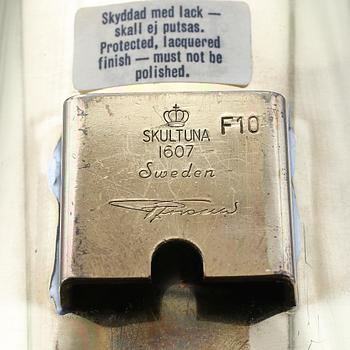 Skyddad med lack —
skall ej putsas.
Protected, lacquered
finish — must not be
polished.
SKULTUNA F10
1607
Sweden